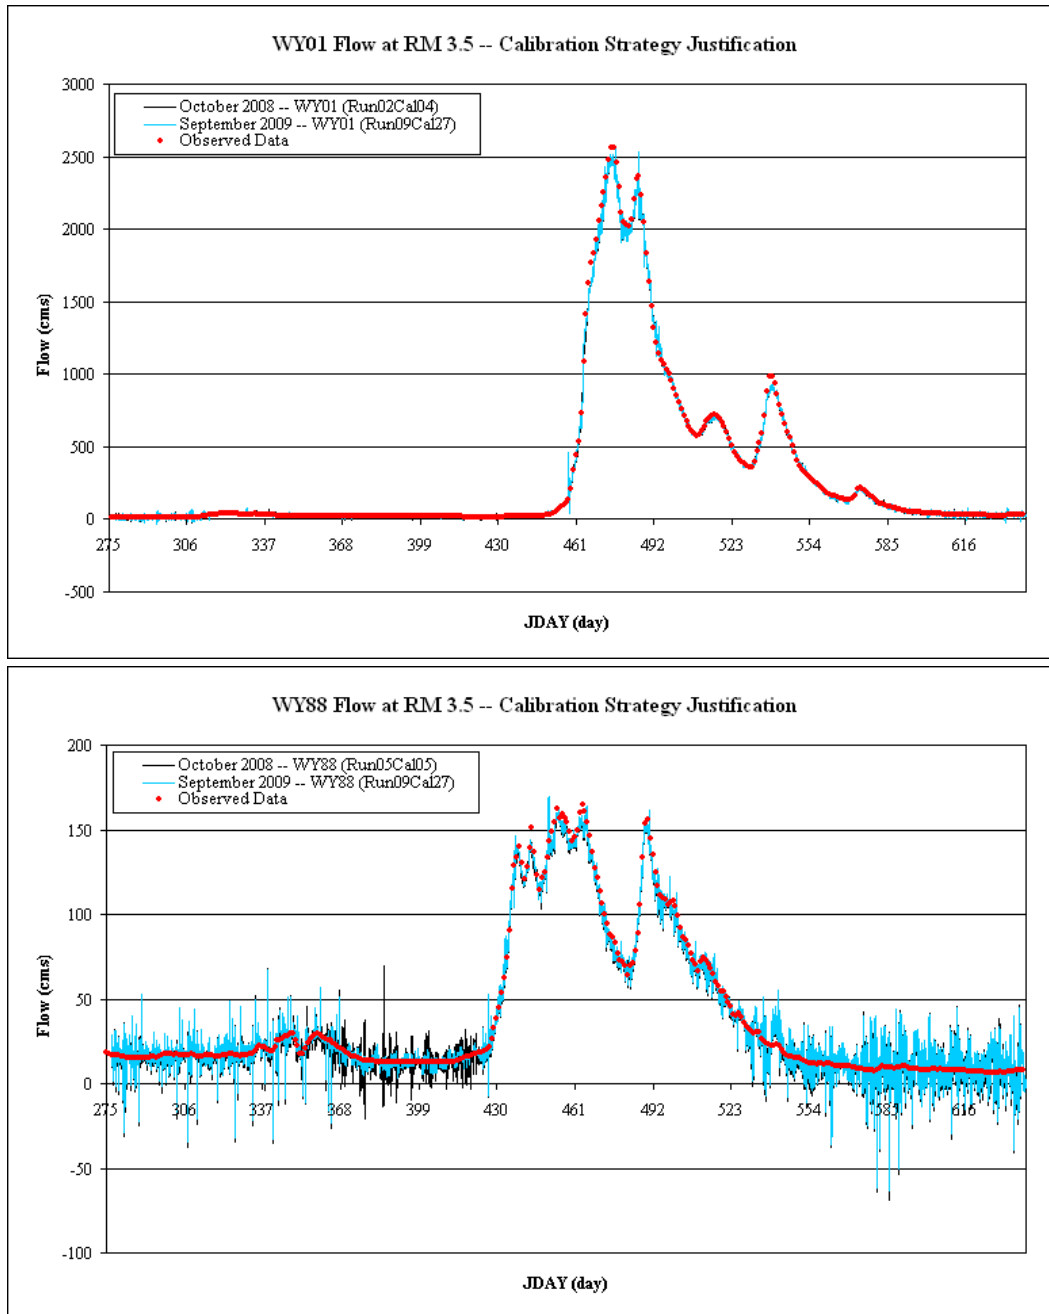 WY01 Flow at RM 3.5 -- Calibration Strategy Justification
3000
October 2008 -- WY01 (Run02Cal04)
September 2009 -- WY01 (Run09Cal27)
Observed Data
2500
2000
1500
Flow (cms)
1000
500
0
275 306 337 368 399 430 461 492 523 554 585 616
-500
JDAY (day)
WY88 Flow at RM 3.5 -- Calibration Strategy Justification
200
October 2008 -- WY88 (Run05Cal05)
September 2009 -- WY88 (Run09Cal27)
Observed Data
150
100
Flow (cms)
50
0
275 306 337 368 399 430 461 492 523 554 585 616
-50
-100
JDAY (day)